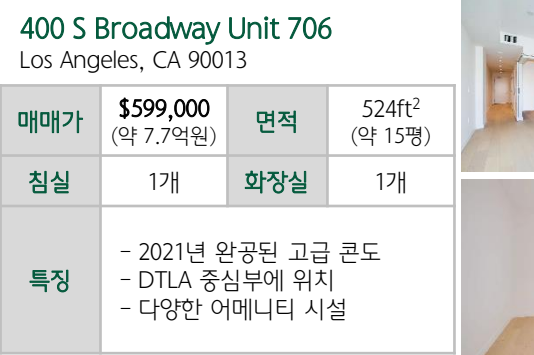 400 S Broadway Unit 706
Los Angeles, CA 90013
매매가 $599,000 (약 7.7억원) 면적 524ft² (약 15평)
침실 1개 화장실 1개
특징
- 2021년 완공된 고급 콘도
- DTLA 중심부에 위치
- 다양한 어메니티 시설